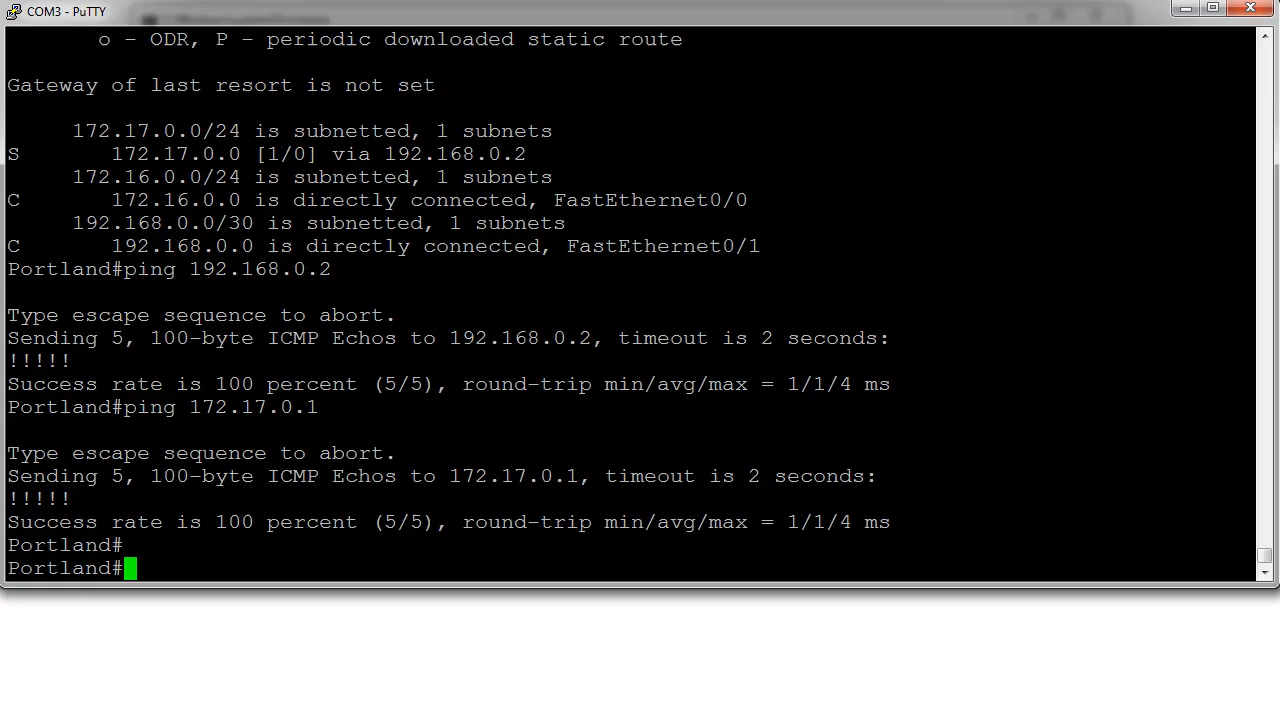 COM3 - PuTTY
o - ODR, P - periodic downloaded static route
Gateway of last resort is not set
172.17.0.0/24 is subnetted, 1 subnets
S 172.17.0.0 [1/0] via 192.168.0.2
172.16.0.0/24 is subnetted, 1 subnets
C 172.16.0.0 is directly connected, FastEthernet0/0
192.168.0.0/30 is subnetted, 1 subnets
C 192.168.0.0 is directly connected, FastEthernet0/1
Portland#ping 192.168.0.2
Type escape sequence to abort.
Sending 5, 100-byte ICMP Echos to 192.168.0.2, timeout is 2 seconds:
!!!!!
Success rate is 100 percent (5/5), round-trip min/avg/max = 1/1/4 ms
Portland#ping 172.17.0.1
Type escape sequence to abort.
Sending 5, 100-byte ICMP Echos to 172.17.0.1, timeout is 2 seconds:
!!!!!
Success rate is 100 percent (5/5), round-trip min/avg/max = 1/1/4 ms
Portland#
Portland#